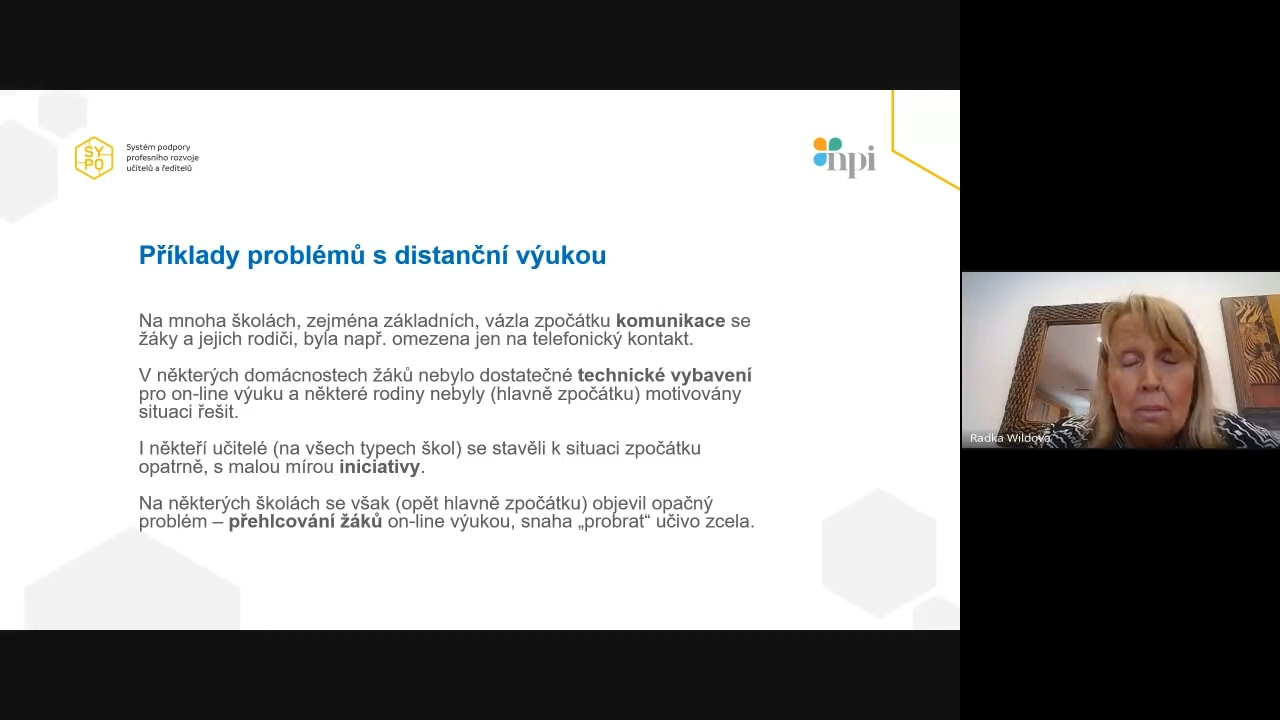 Systém podpory
profesního rozvoje
učitelů a ředitelů
SY
PO
npi
Příklady problémů s distanční výukou
Na mnoha školách, zejména základních, vázla zpočátku komunikace se
žáky a jejich rodiči, byla např. omezena jen na telefonický kontakt.
V některých domácnostech žáků nebylo dostatečné technické vybavení
pro on-line výuku a některé rodiny nebyly (hlavně zpočátku) motivovány
situaci řešit.
I někteří učitelé (na všech typech škol) se stavěli k situaci zpočátku
opatrně, s malou mírou iniciativy.
Na některých školách se však (opět hlavně zpočátku) objevil opačný
problém – přehlcování žáků on-line výukou, snaha „probrat“ učivo zcela.
Radka Wildová